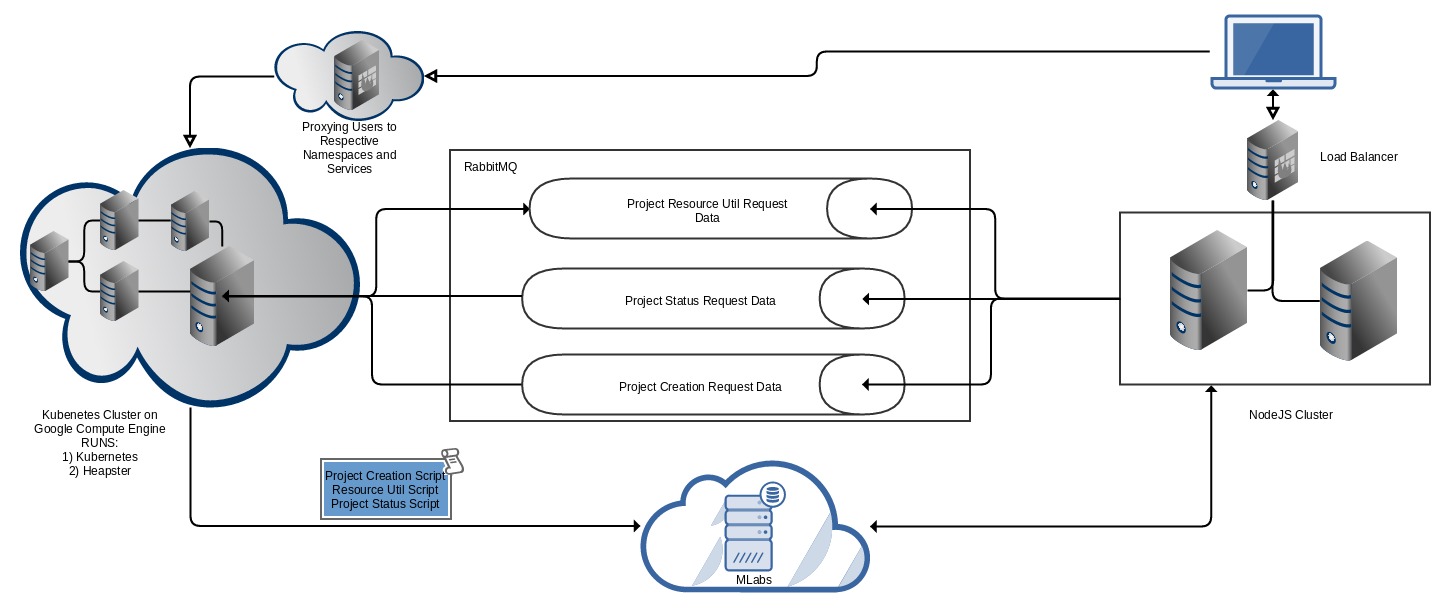 Proxying Users to
Respective
Namespaces and
Services
Load Balancer
RabbitMQ
Project Resource Util Request
Data
Project Status Request Data
Project Creation Request Data
Kubenetes Cluster on
Google Compute Engine
RUNS:
1) Kubernetes
2) Heapster
NodeJS Cluster
Project Creation Script
Resource Util Script
Project Status Script
MLabs